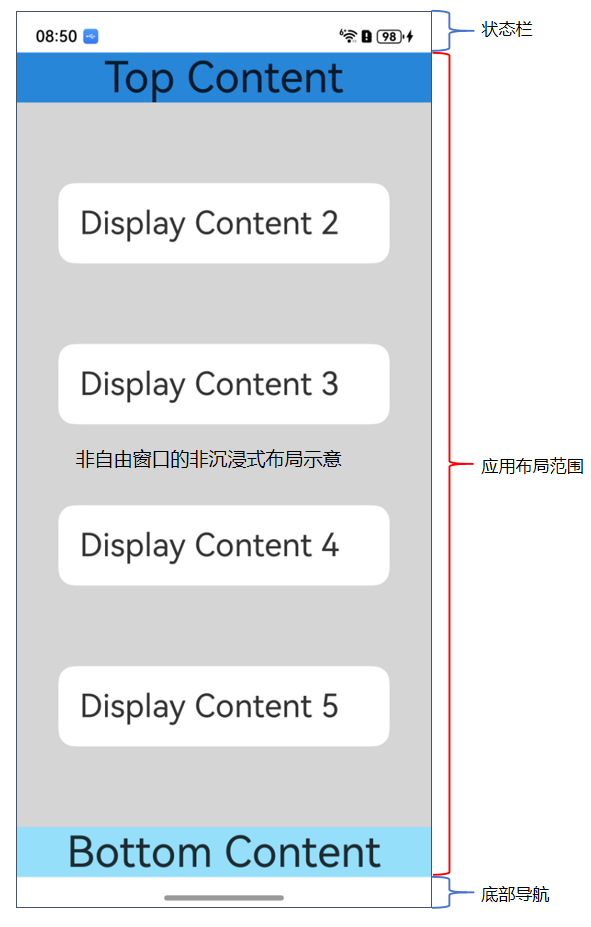 08:50 98
状态栏
Top Content
Display Content 2
Display Content 3
非自由窗口的非沉浸式布局示意
应用布局范围
Display Content 4
Display Content 5
Bottom Content
底部导航